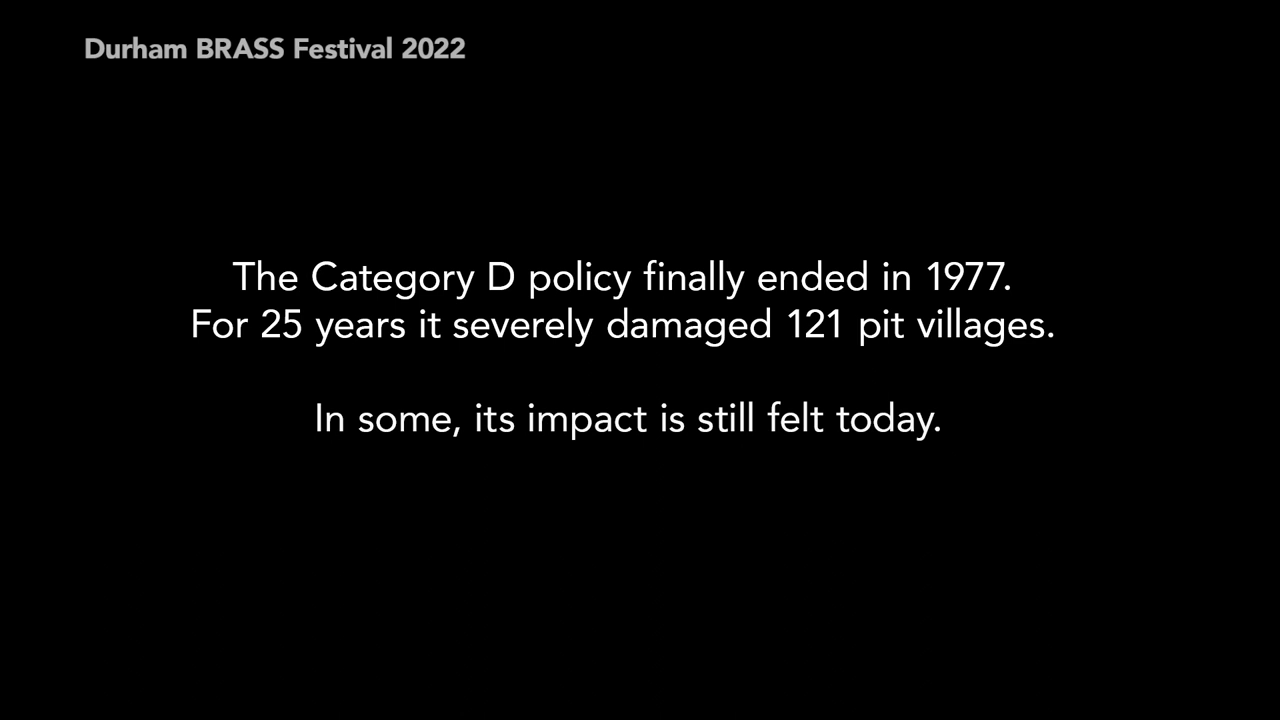 Durham BRASS Festival 2022
The Category D policy finally ended in 1977.
For 25 years it severely damaged 121 pit villages.
In some, its impact is still felt today.